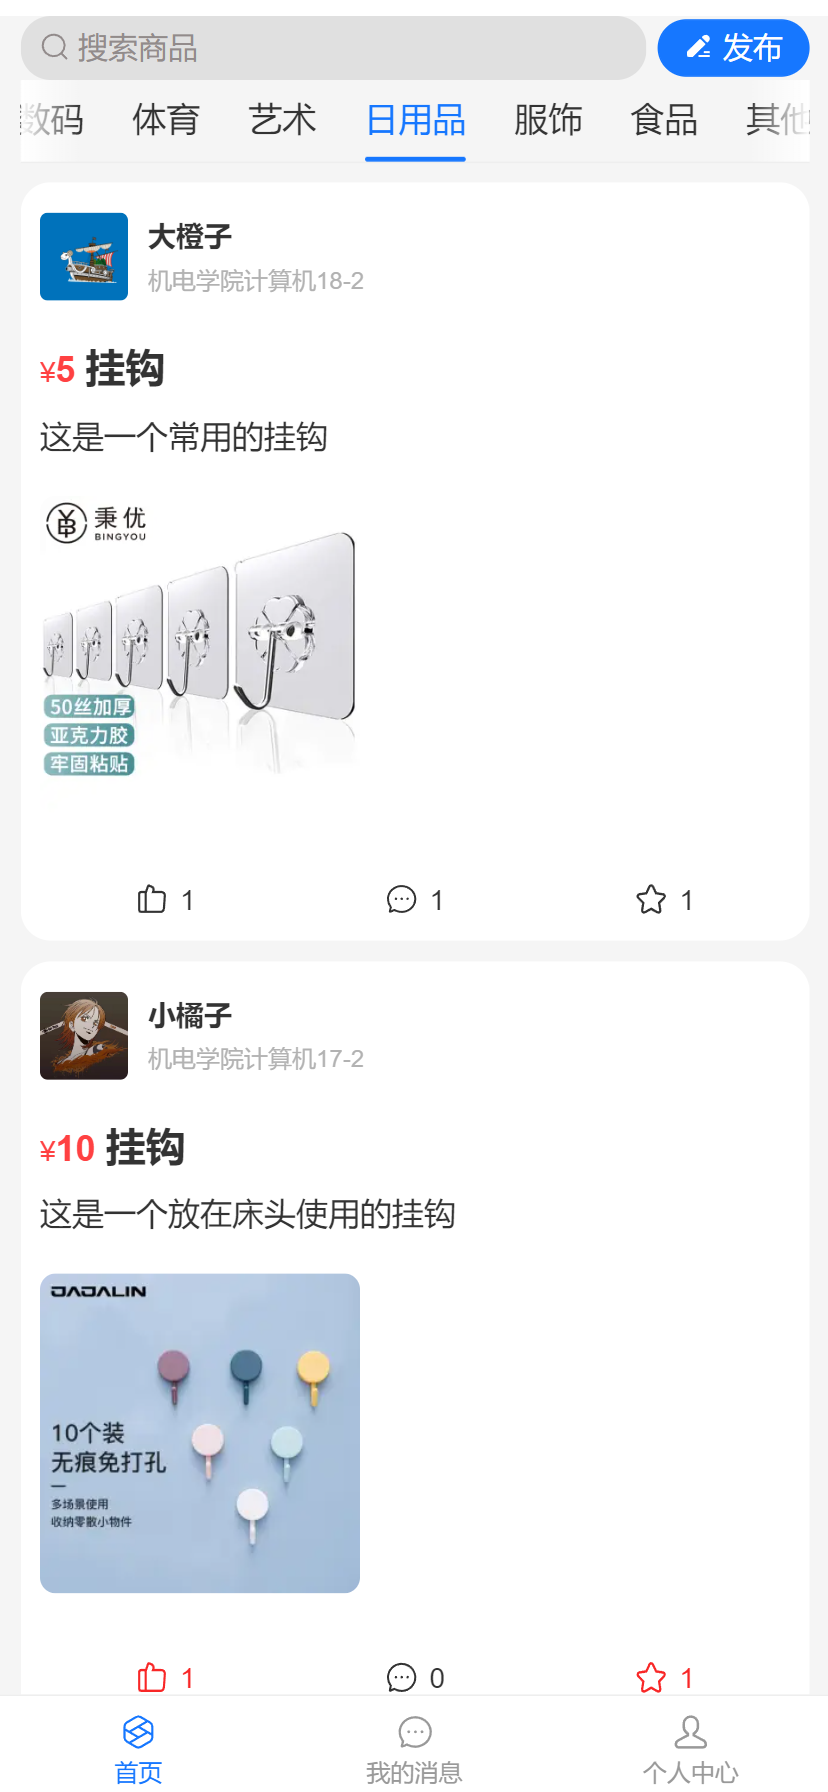 搜索商品
发布
数码 体育 艺术 日用品 服饰 食品 其他
大橙子
机电学院计算机18-2
¥5 挂钩
这是一个常用的挂钩
秉优
BINGYOU
50丝加厚
亚克力胶
牢固粘贴
1 1 1
小橘子
机电学院计算机17-2
¥10 挂钩
这是一个放在床头使用的挂钩
JAJALIN
10个装
无痕免打孔
多场景使用
收纳零散小物件
1 0 1
首页 我的消息 个人中心